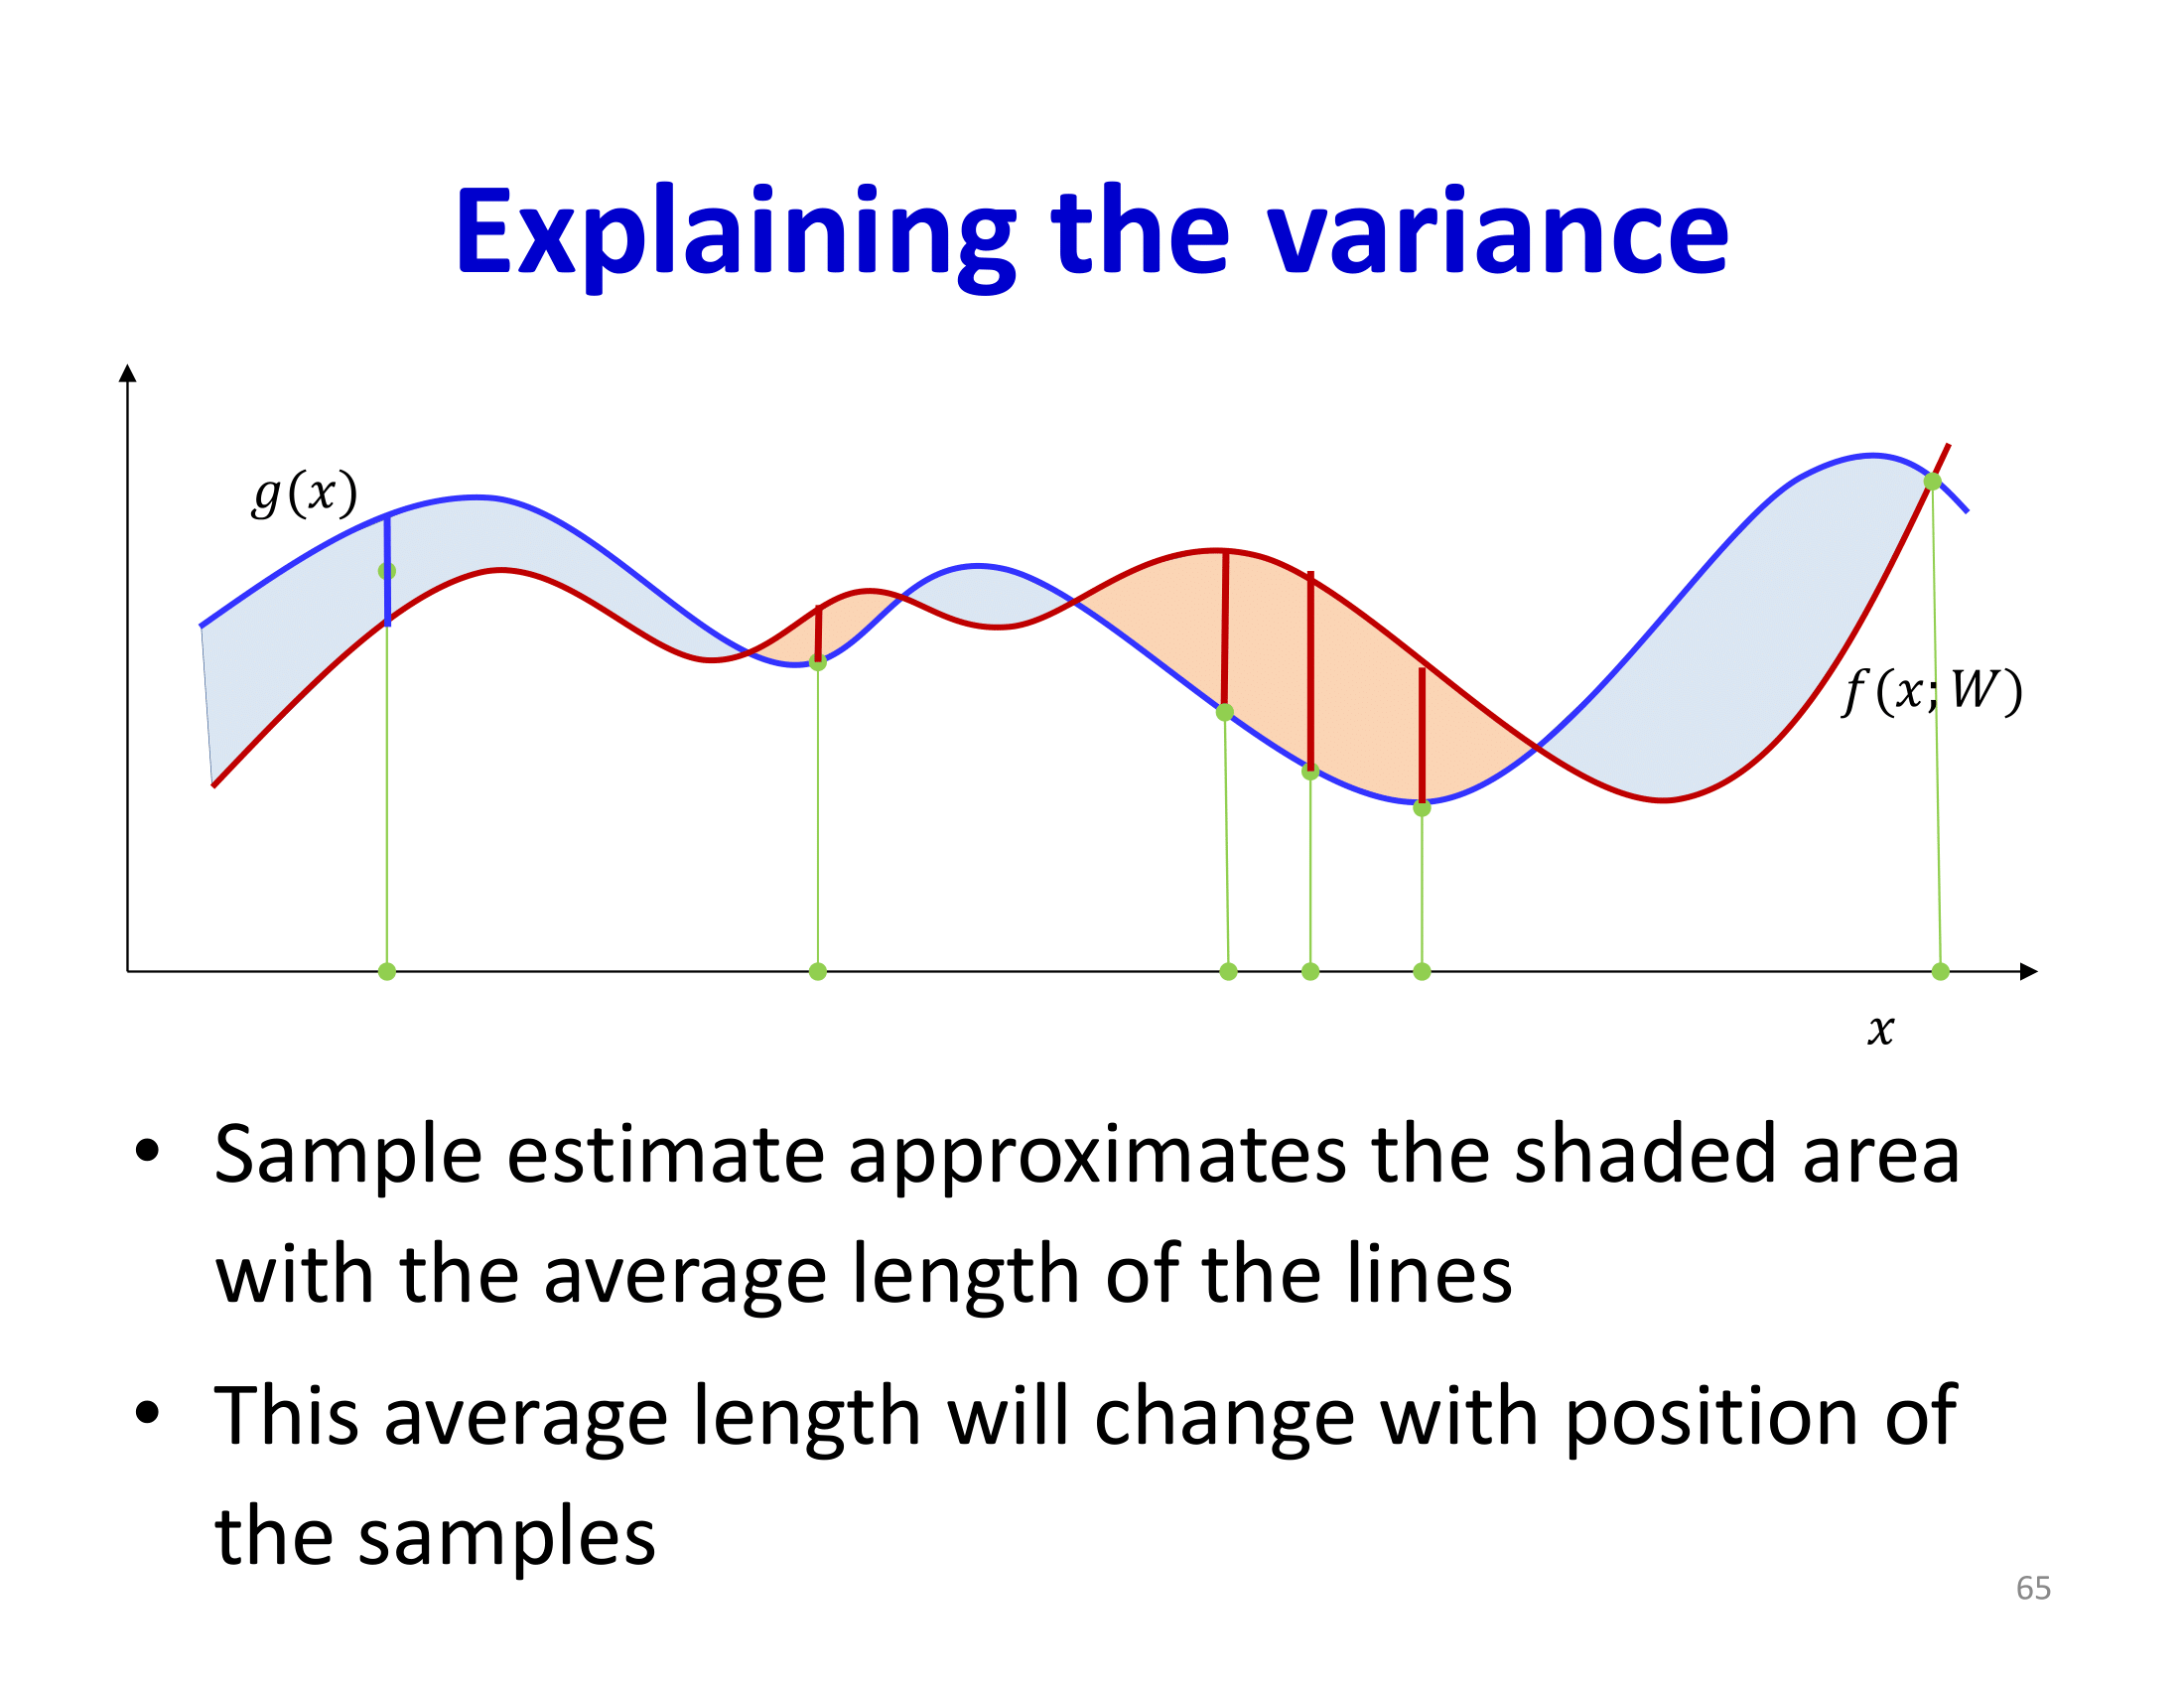 Explaining the variance
g(x)
f(x; W)
x
• Sample estimate approximates the shaded area
with the average length of the lines
• This average length will change with position of
the samples
65